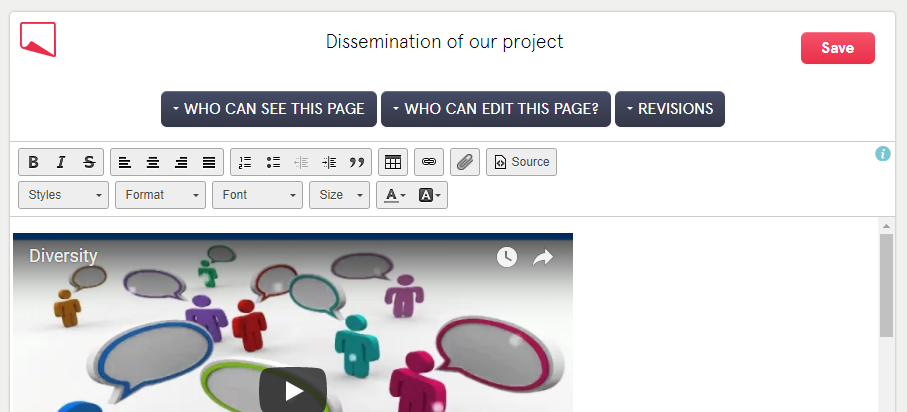 Dissemination of our project
Save
WHO CAN SEE THIS PAGE WHO CAN EDIT THIS PAGE? REVISIONS
B I S Source
Styles Format Font Size A A
Diversity